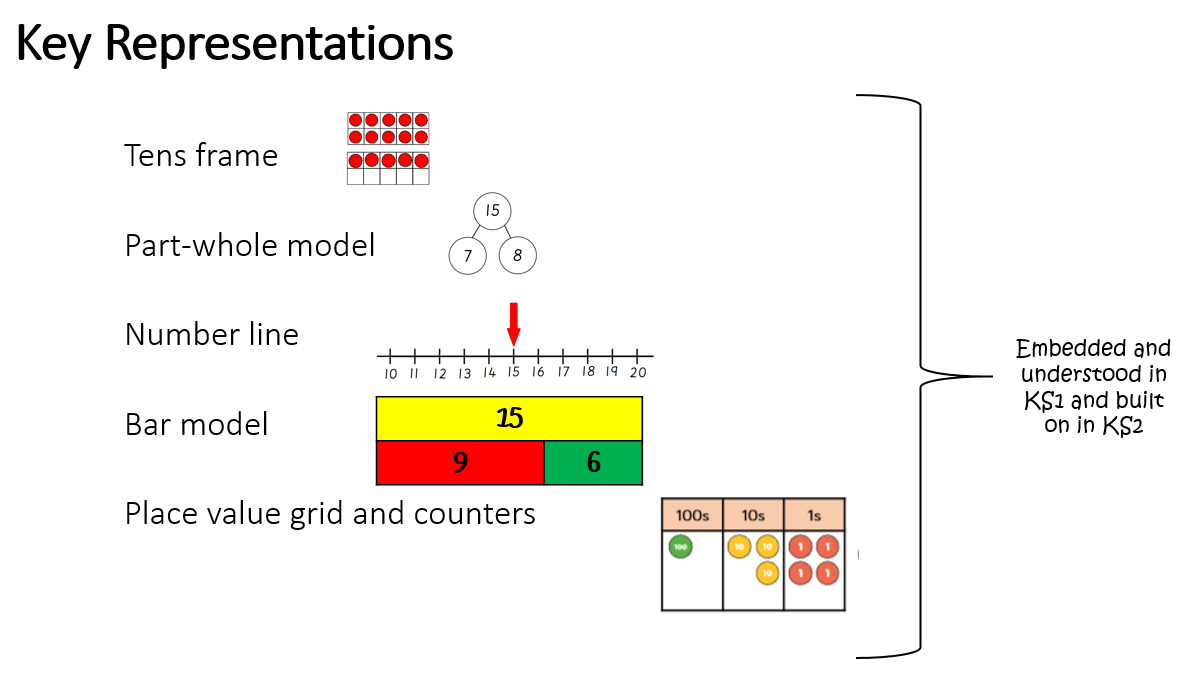 Key Representations
Tens frame
15
Part-whole model
7 8
Number line
10 11 12 13 14 15 16 17 18 19 20
Bar model
15
9 6
Place value grid and counters
100s 10s 1s
100 10 10 1 1
10 1 1
Embedded and
understood in
KS1 and built
on in KS2